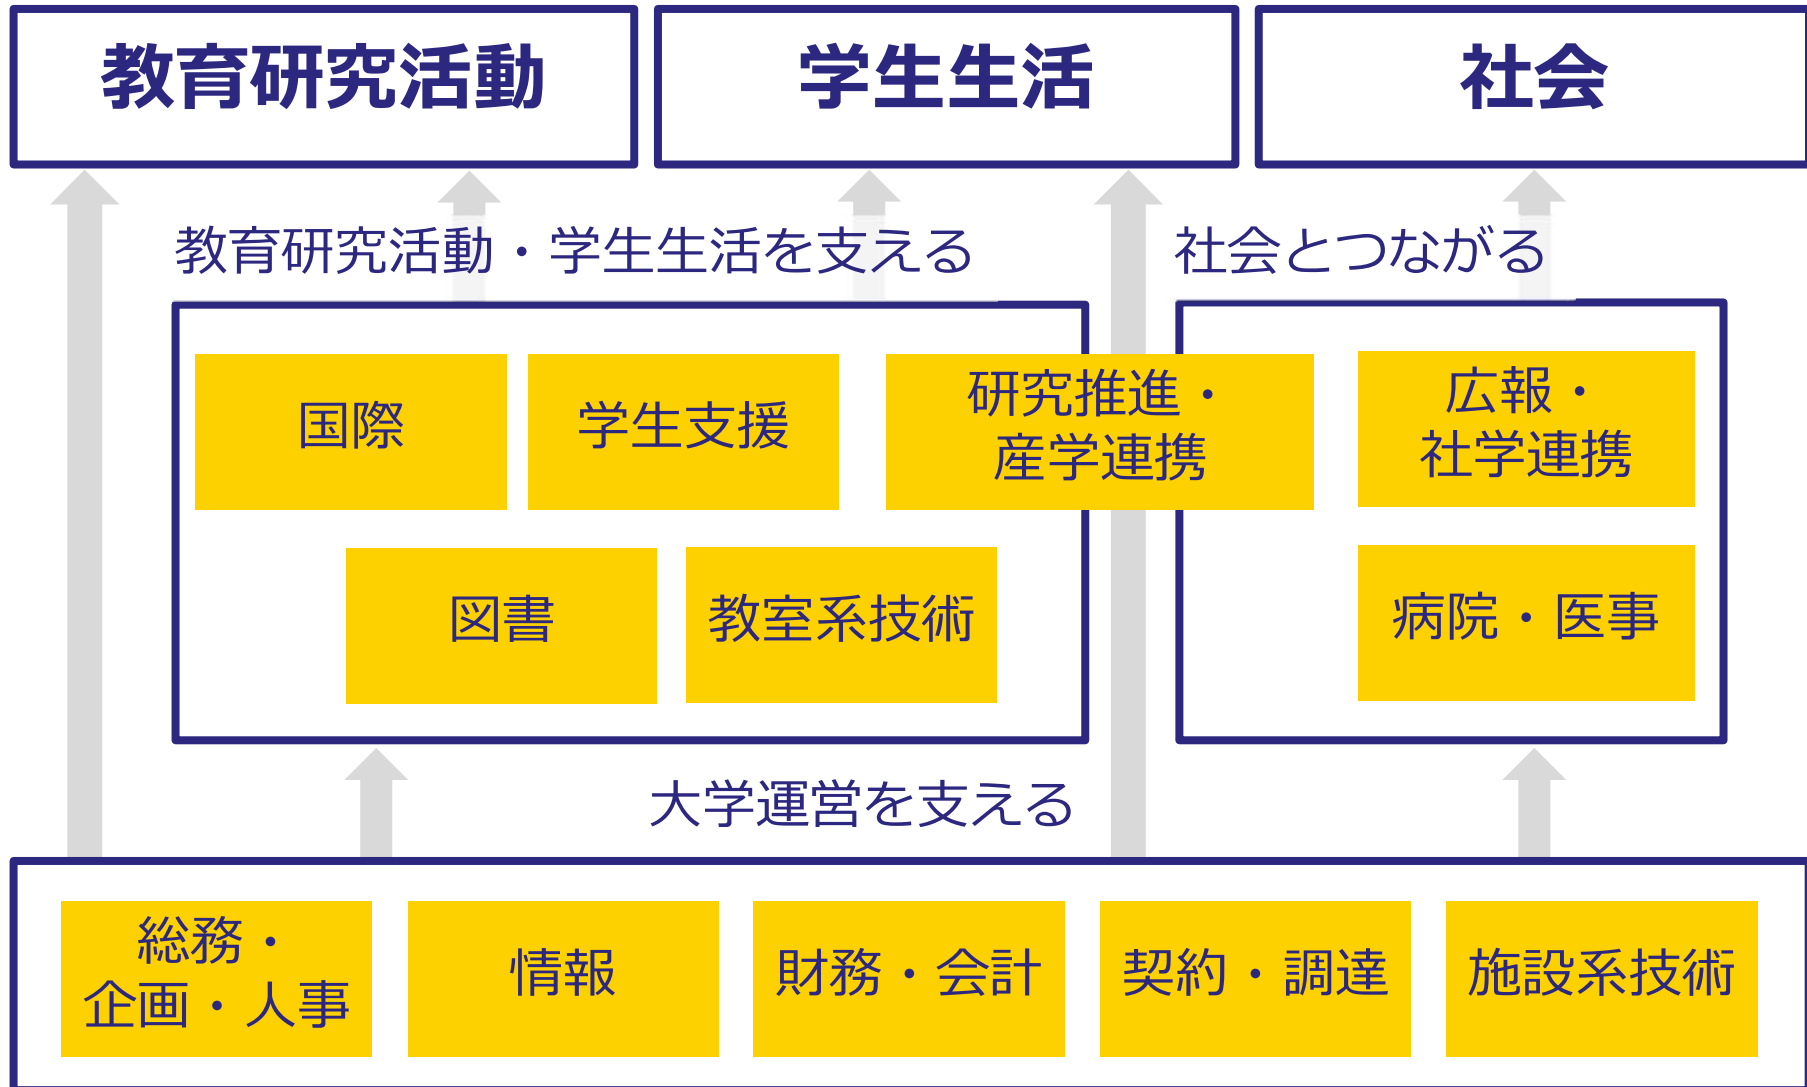 教育研究活動
学生生活
社会
教育研究活動・学生生活を支える
社会とつながる
国際
学生支援
研究推進・
産学連携
広報・
社学連携
図書
教室系技術
病院・医事
大学運営を支える
総務・
企画・人事
情報
財務・会計
契約・調達
施設系技術